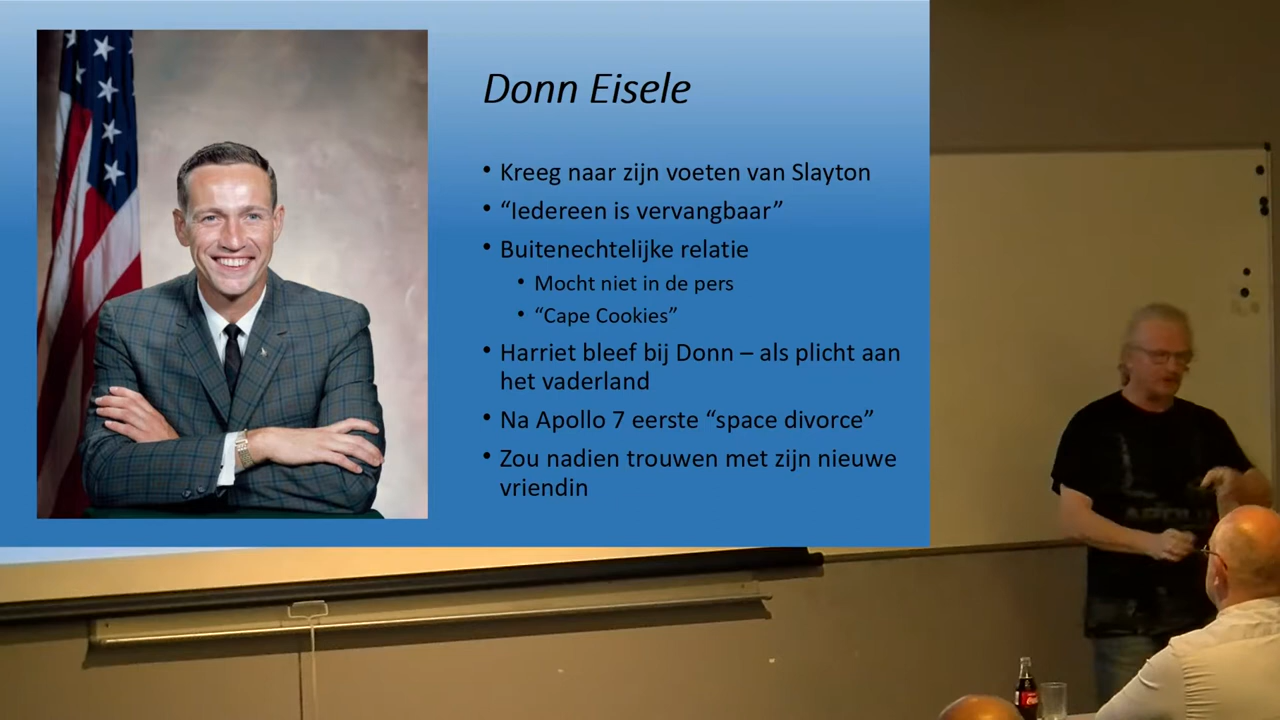 Donn Eisele
• Kreeg naar zijn voeten van Slayton
• “Iedereen is vervangbaar”
• Buitenechtelijke relatie
• Mocht niet in de pers
• “Cape Cookies”
• Harriet bleef bij Donn – als plicht aan
het vaderland
• Na Apollo 7 eerste “space divorce”
• Zou nadien trouwen met zijn nieuwe
vriendin